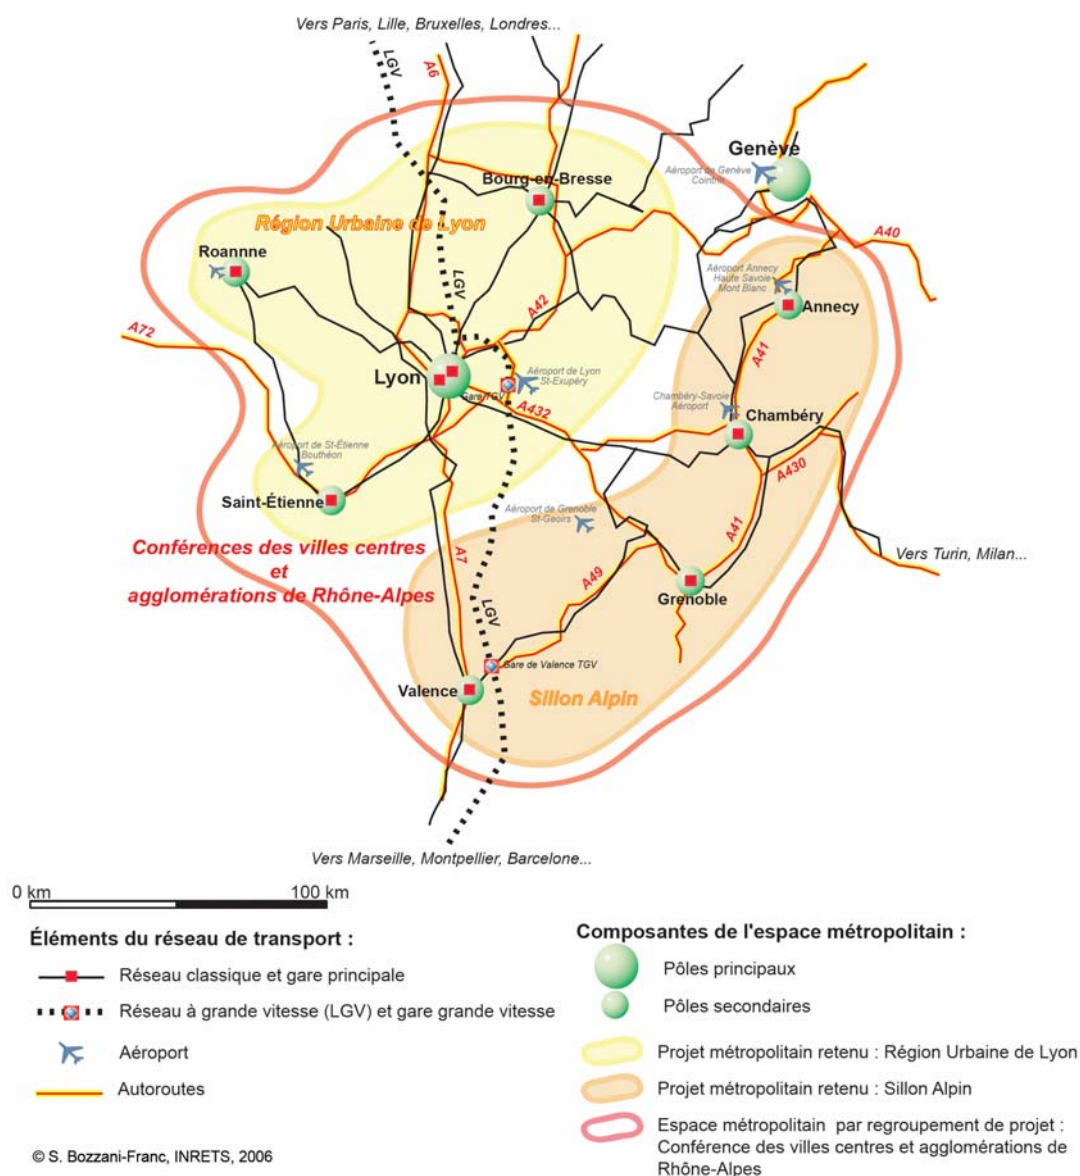 Vers Paris, Lille, Bruxelles, Londres...
LGV
A6
Genève
Aéroport de Genève
Cointrin
Bourg-en-Bresse
Région Urbaine de Lyon
A40
Roannne
LGV
Aéroport Annecy
Haute Savoie
Mont Blanc
Annecy
A42
A72
A41
Lyon
Aéroport de Lyon
St-Exupéry
Gare TGV
A432
Chambéry-Savoie
Aéroport
Chambéry
Aéroport de St-Étienne
Bouthéon
A430
Saint-Étienne
Aéroport de Grenoble
St-Geoirs
A41
Conférences des villes centres
et
agglomérations de Rhône-Alpes
A7
Vers Turin, Milan...
A49
LGV
Grenoble
Gare de Valence TGV
Valence
Sillon Alpin
Vers Marseille, Montpellier, Barcelone...
0 km
100 km
Éléments du réseau de transport :
Réseau classique et gare principale
Réseau à grande vitesse (LGV) et gare grande vitesse
Aéroport
Autoroutes
Composantes de l'espace métropolitain :
Pôles principaux
Pôles secondaires
Projet métropolitain retenu : Région Urbaine de Lyon
Projet métropolitain retenu : Sillon Alpin
Espace métropolitain par regroupement de projet :
Conférence des villes centres et agglomérations de
Rhône-Alpes
© S. Bozzani-Franc, INRETS, 2006